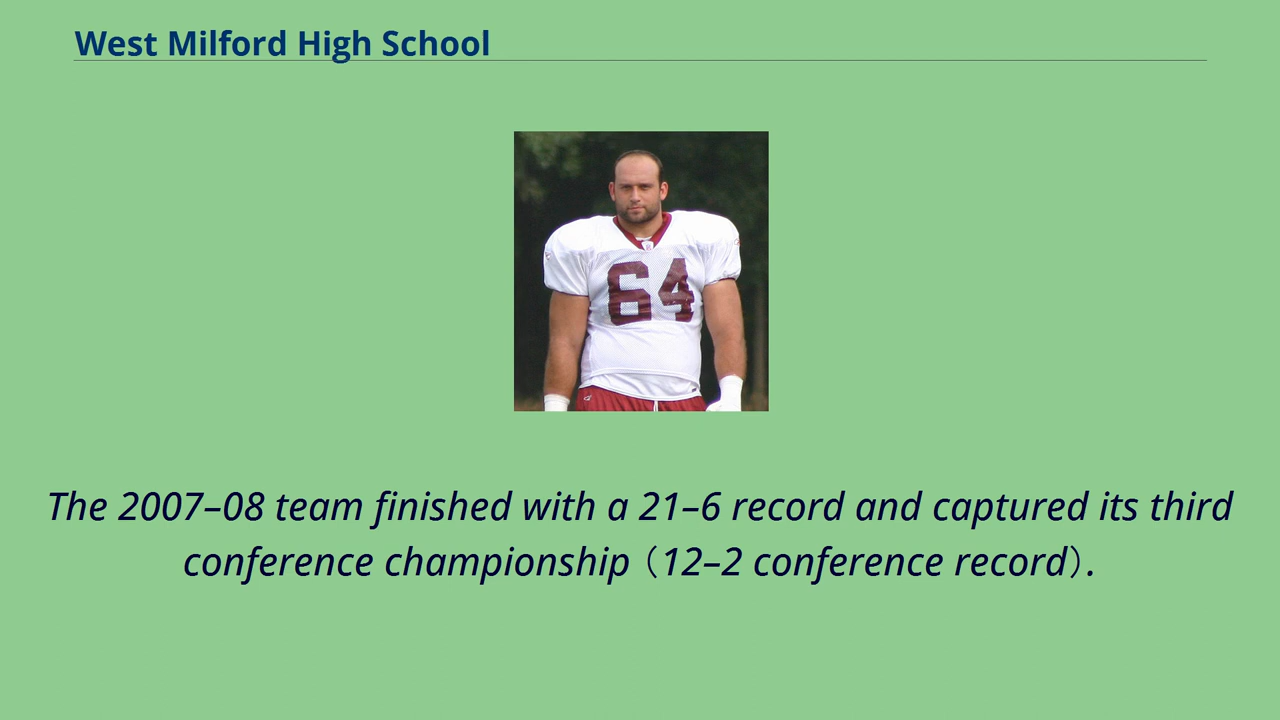 West Milford High School
64
The 2007–08 team finished with a 21–6 record and captured its third
conference championship (12–2 conference record).